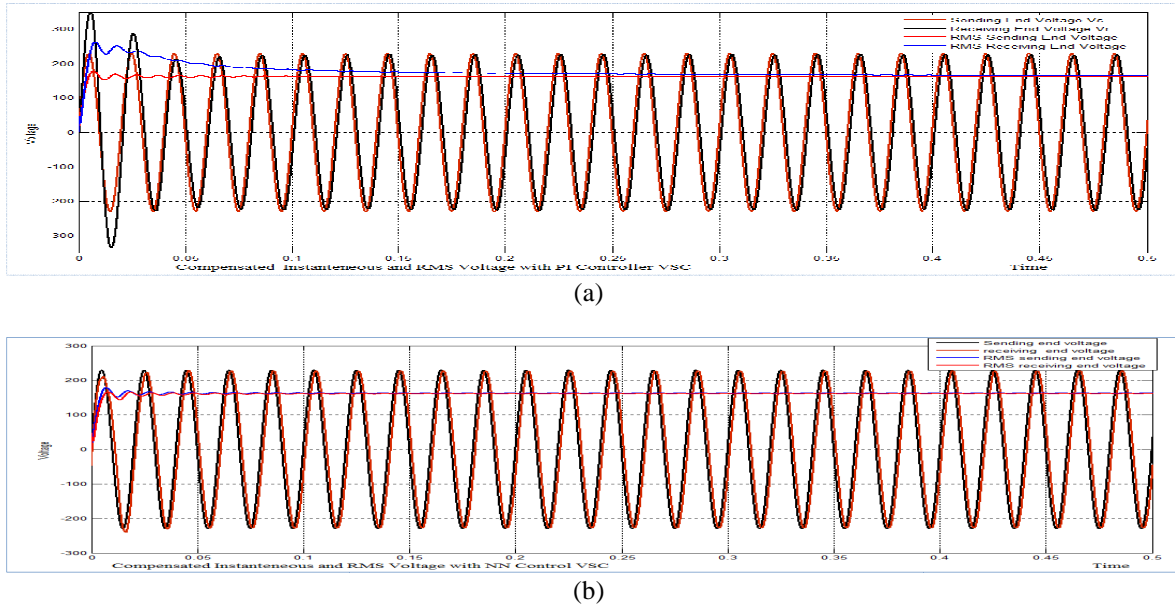 300
200
100
0
-100
200
300
Voltage
Sending End Voltage Vs
Receiving End Voltage Vr
RMS Sending End Voltage
RMS Receiving End Voltage
0 0.05 0.1 0.15 0.2 0.25 0.3 0.35 0.4 0.45 0.5
Compensated Instantaneous and RMS Voltage with PI Controller VSC Time
(a)
300
200
100
0
-100
-200
-300
Voltage
Sending end voltage
receiving end voltage
RMS sending end voltage
RMS receiving end voltage
0 0.05 0.1 0.15 0.2 0.25 0.3 0.35 0.4 0.45 0.5
Compensated Instanteneous and RMS Voltage with NN Control VSC Time
(b)